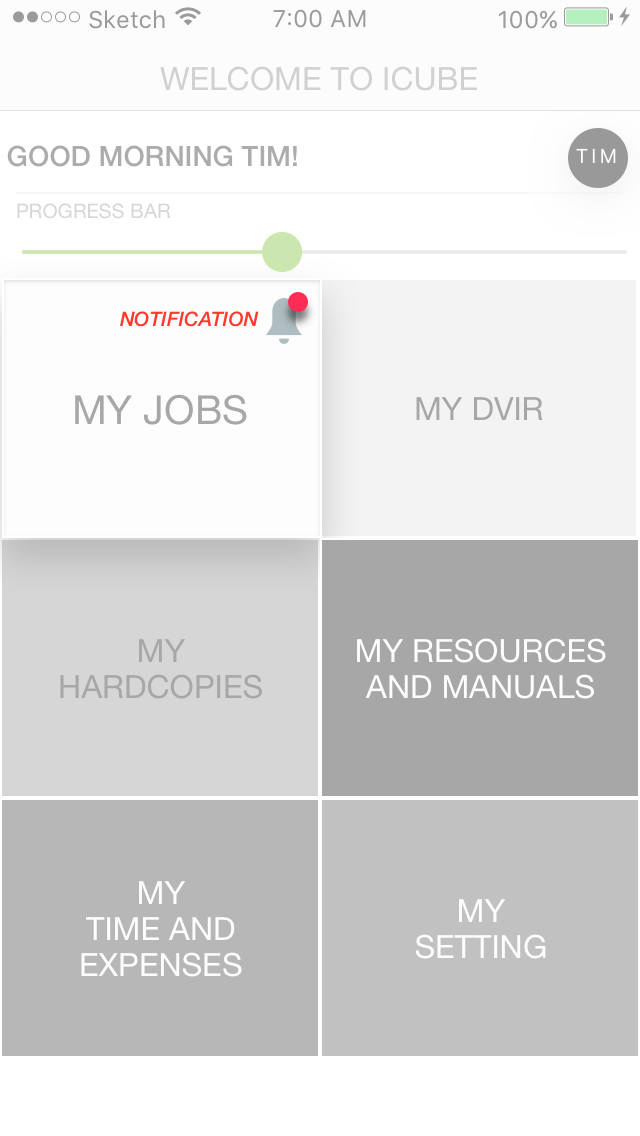 Sketch 7:00 AM 100%
WELCOME TO ICUBE
GOOD MORNING TIM! TIM
PROGRESS BAR
NOTIFICATION
MY JOBS
MY DVIR
MY
HARDCOPIES
MY RESOURCES
AND MANUALS
MY
TIME AND
EXPENSES
MY
SETTING